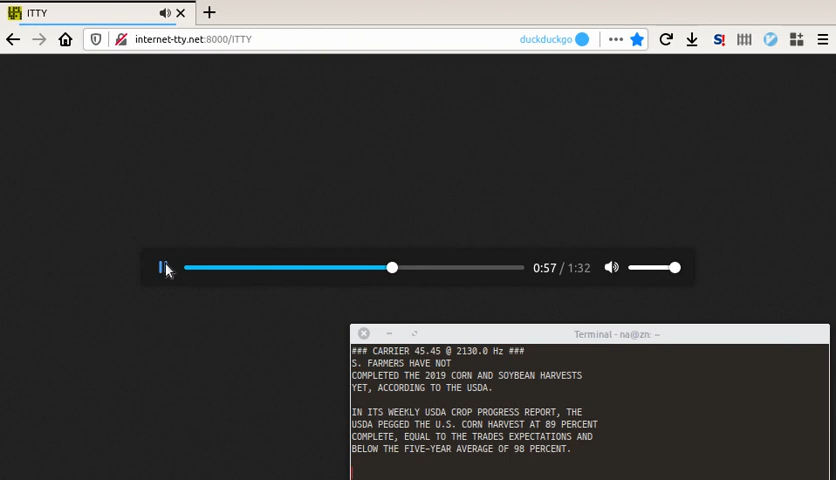 ITTY
internet-tty.net:8000/ITTY
duckduckgo
S!
0:57 / 1:32
Terminal - na@zn: ~
### CARRIER 45.45 @ 2130.0 Hz ###
S. FARMERS HAVE NOT
COMPLETED THE 2019 CORN AND SOYBEAN HARVESTS
YET, ACCORDING TO THE USDA.
IN ITS WEEKLY USDA CROP PROGRESS REPORT, THE
USDA PEGGED THE U.S. CORN HARVEST AT 89 PERCENT
COMPLETE, EQUAL TO THE TRADES EXPECTATIONS AND
BELOW THE FIVE-YEAR AVERAGE OF 98 PERCENT.